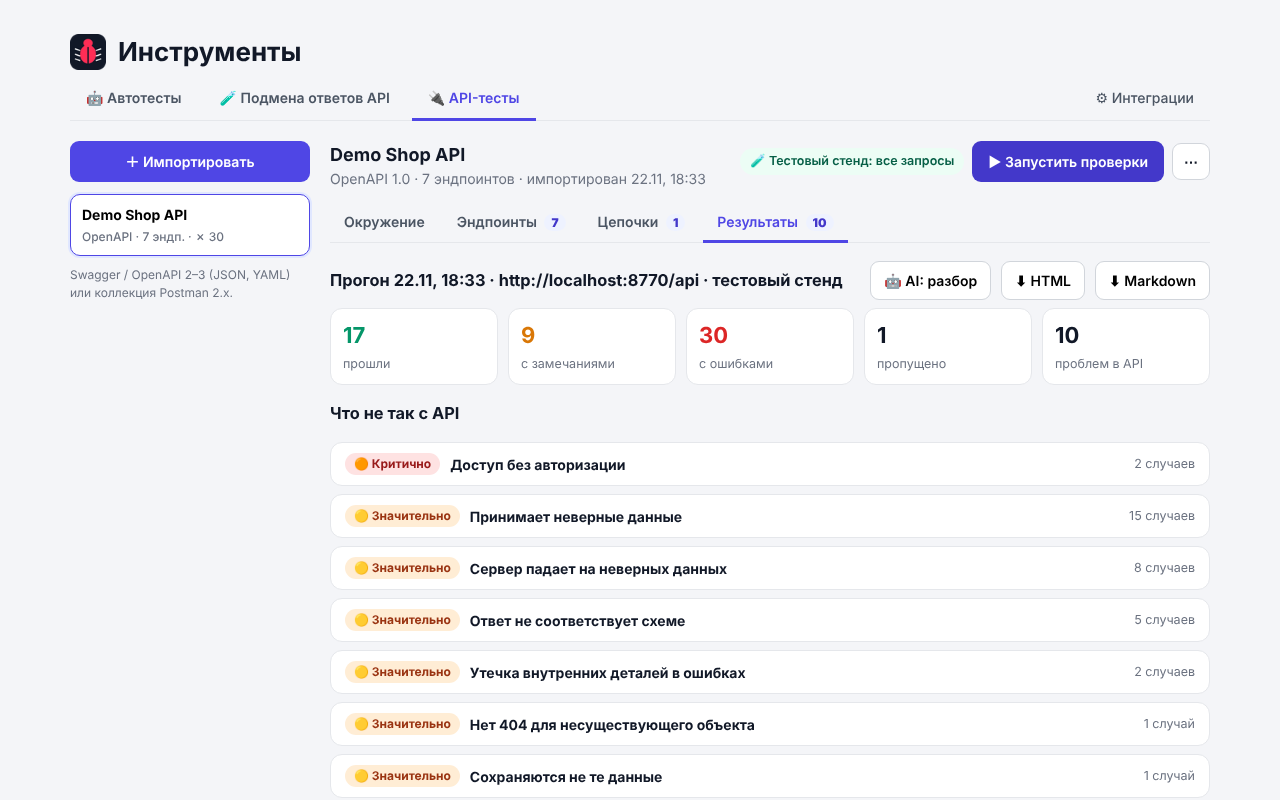 Инструменты
🤖 Автотесты 🧪 Подмена ответов API 🔌 API-тесты ⚙ Интеграции
+ Импортировать
Demo Shop API
OpenAPI · 7 эндп. · × 30
Swagger / OpenAPI 2–3 (JSON, YAML)
или коллекция Postman 2.x.
Demo Shop API
OpenAPI 1.0 · 7 эндпоинтов · импортирован 22.11, 18:33
🧪 Тестовый стенд: все запросы
▶ Запустить проверки
...
Окружение Эндпоинты 7 Цепочки 1 Результаты 10
Прогон 22.11, 18:33 · http://localhost:8770/api · тестовый стенд
🤖 AI: разбор ⬇ HTML ⬇ Markdown
17
прошли
9
с замечаниями
30
с ошибками
1
пропущено
10
проблем в API
Что не так с API
🟠 Критично Доступ без авторизации 2 случаев
🟡 Значительно Принимает неверные данные 15 случаев
🟡 Значительно Сервер падает на неверных данных 8 случаев
🟡 Значительно Ответ не соответствует схеме 5 случаев
🟡 Значительно Утечка внутренних деталей в ошибках 2 случаев
🟡 Значительно Нет 404 для несуществующего объекта 1 случай
🟡 Значительно Сохраняются не те данные 1 случай